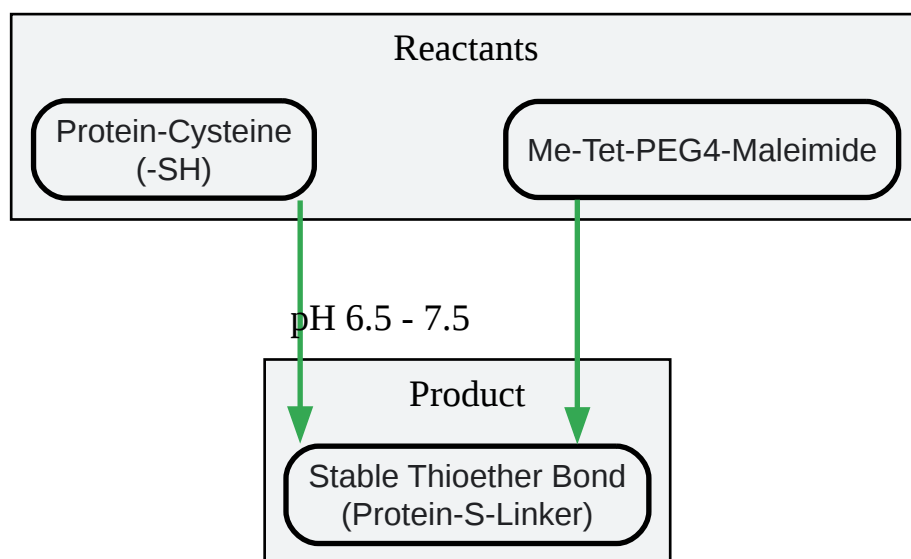 Reactants
Protein-Cysteine
(-SH)
Me-Tet-PEG4-Maleimide
pH 6.5 - 7.5
Product
Stable Thioether Bond
(Protein-S-Linker)